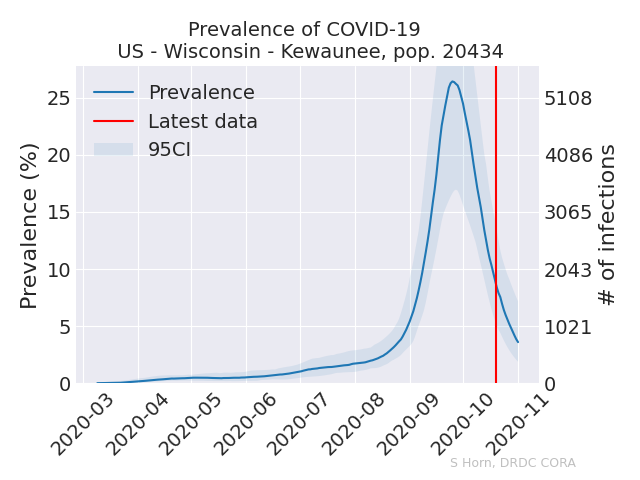 Prevalence of COVID-19
US - Wisconsin - Kewaunee, pop. 20434
Prevalence
Latest data
95CI
Prevalence (%)
25
20
15
10
5
0
5108
4086
3065
2043
1021
0
# of infections
2020-03
2020-04
2020-05
2020-06
2020-07
2020-08
2020-09
2020-10
2020-11
S Horn, DRDC CORA